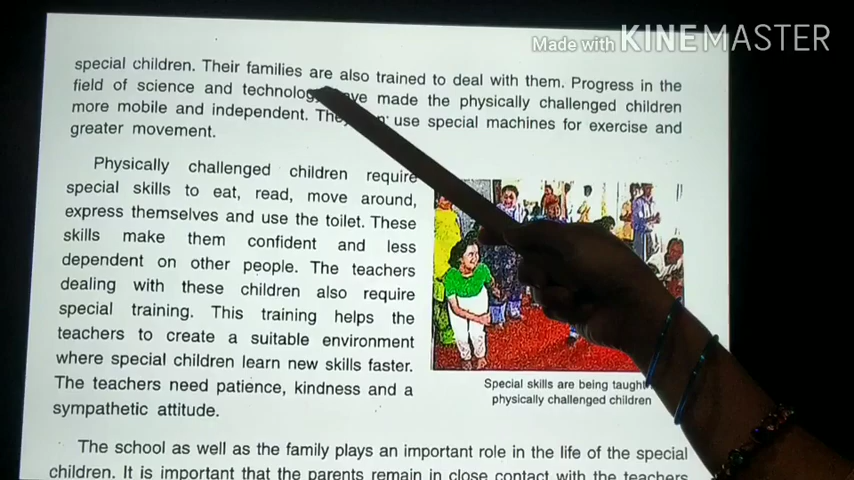 Made with KINEMASTER
special children. Their families are also trained to deal with them. Progress in the
field of science and technology have made the physically challenged children
more mobile and independent. They use special machines for exercise and
greater movement.
Physically challenged children require
special skills to eat, read, move around,
express themselves and use the toilet. These
skills make them confident and less
dependent on other people. The teachers
dealing with these children also require
special training. This training helps the
teachers to create a suitable environment
where special children learn new skills faster.
The teachers need patience, kindness and a
sympathetic attitude.
Special skills are being taught
physically challenged children
The school as well as the family plays an important role in the life of the special
children. It is important that the parents remain in close contact with the teachers